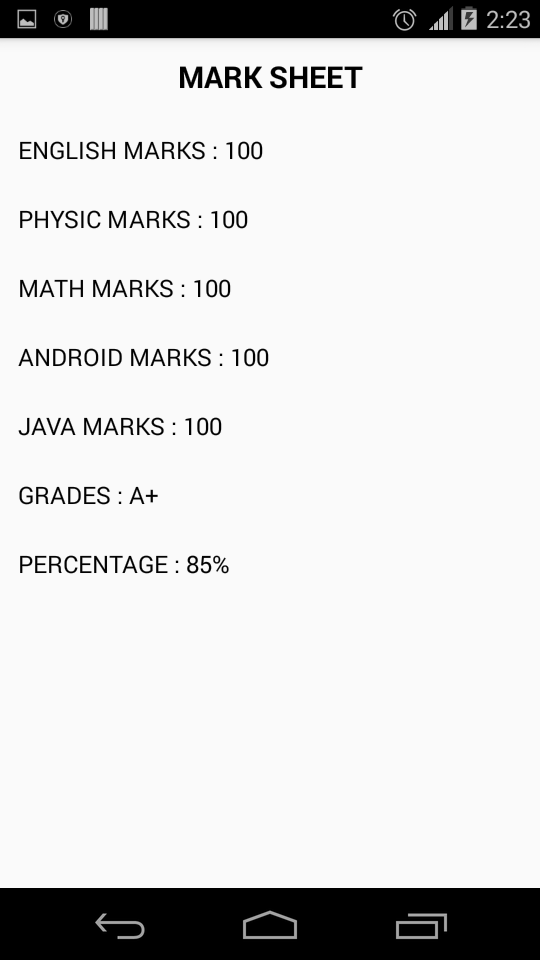 2:23
MARK SHEET
ENGLISH MARKS : 100
PHYSIC MARKS : 100
MATH MARKS : 100
ANDROID MARKS : 100
JAVA MARKS : 100
GRADES : A+
PERCENTAGE : 85%